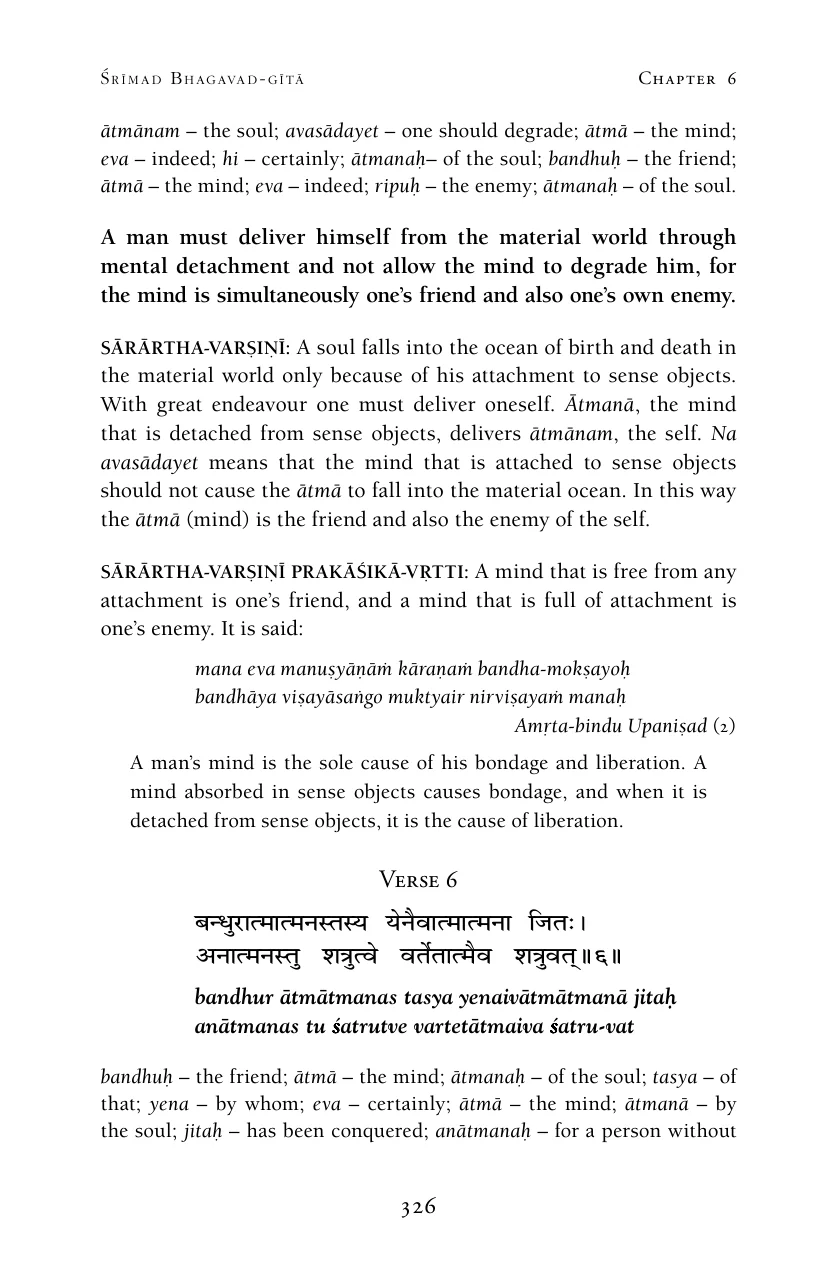 Śrīmad Bhagavad-gītā Chapter 6
ātmānam – the soul; avasādayet – one should degrade; ātmā – the mind;
eva – indeed; hi – certainly; ātmanaḥ– of the soul; bandhuḥ – the friend;
ātmā – the mind; eva – indeed; ripuḥ – the enemy; ātmanaḥ – of the soul.
A man must deliver himself from the material world through
mental detachment and not allow the mind to degrade him, for
the mind is simultaneously one’s friend and also one’s own enemy.
SĀRĀRTHA-VARṢIṆĪ: A soul falls into the ocean of birth and death in
the material world only because of his attachment to sense objects.
With great endeavour one must deliver oneself. Ātmanā, the mind
that is detached from sense objects, delivers ātmānam, the self. Na
avasādayet means that the mind that is attached to sense objects
should not cause the ātmā to fall into the material ocean. In this way
the ātmā (mind) is the friend and also the enemy of the self.
SĀRĀRTHA-VARṢIṆĪ PRAKĀŚIKĀ-VṚTTI: A mind that is free from any
attachment is one’s friend, and a mind that is full of attachment is
one’s enemy. It is said:
mana eva manuṣyāṇāṁ kāraṇaṁ bandha-mokṣayoḥ
bandhāya viṣayāsaṅgo muktyair nirviṣayaṁ manaḥ
Amṛta-bindu Upaniṣad (2)
A man’s mind is the sole cause of his bondage and liberation. A
mind absorbed in sense objects causes bondage, and when it is
detached from sense objects, it is the cause of liberation.
Verse 6
बन्धुरात्मात्मनस्तस्य येनैवात्मात्मना जितः।
अनात्मनस्तु शत्रुत्वे वर्तेतात्मैव शत्रुवत्॥६॥
bandhur ātmātmanas tasya yenaivātmātmanā jitaḥ
anātmanas tu śatrutve vartetātmaiva śatru-vat
bandhuḥ – the friend; ātmā – the mind; ātmanaḥ – of the soul; tasya – of
that; yena – by whom; eva – certainly; ātmā – the mind; ātmanā – by
the soul; jitaḥ – has been conquered; anātmanaḥ – for a person without
326